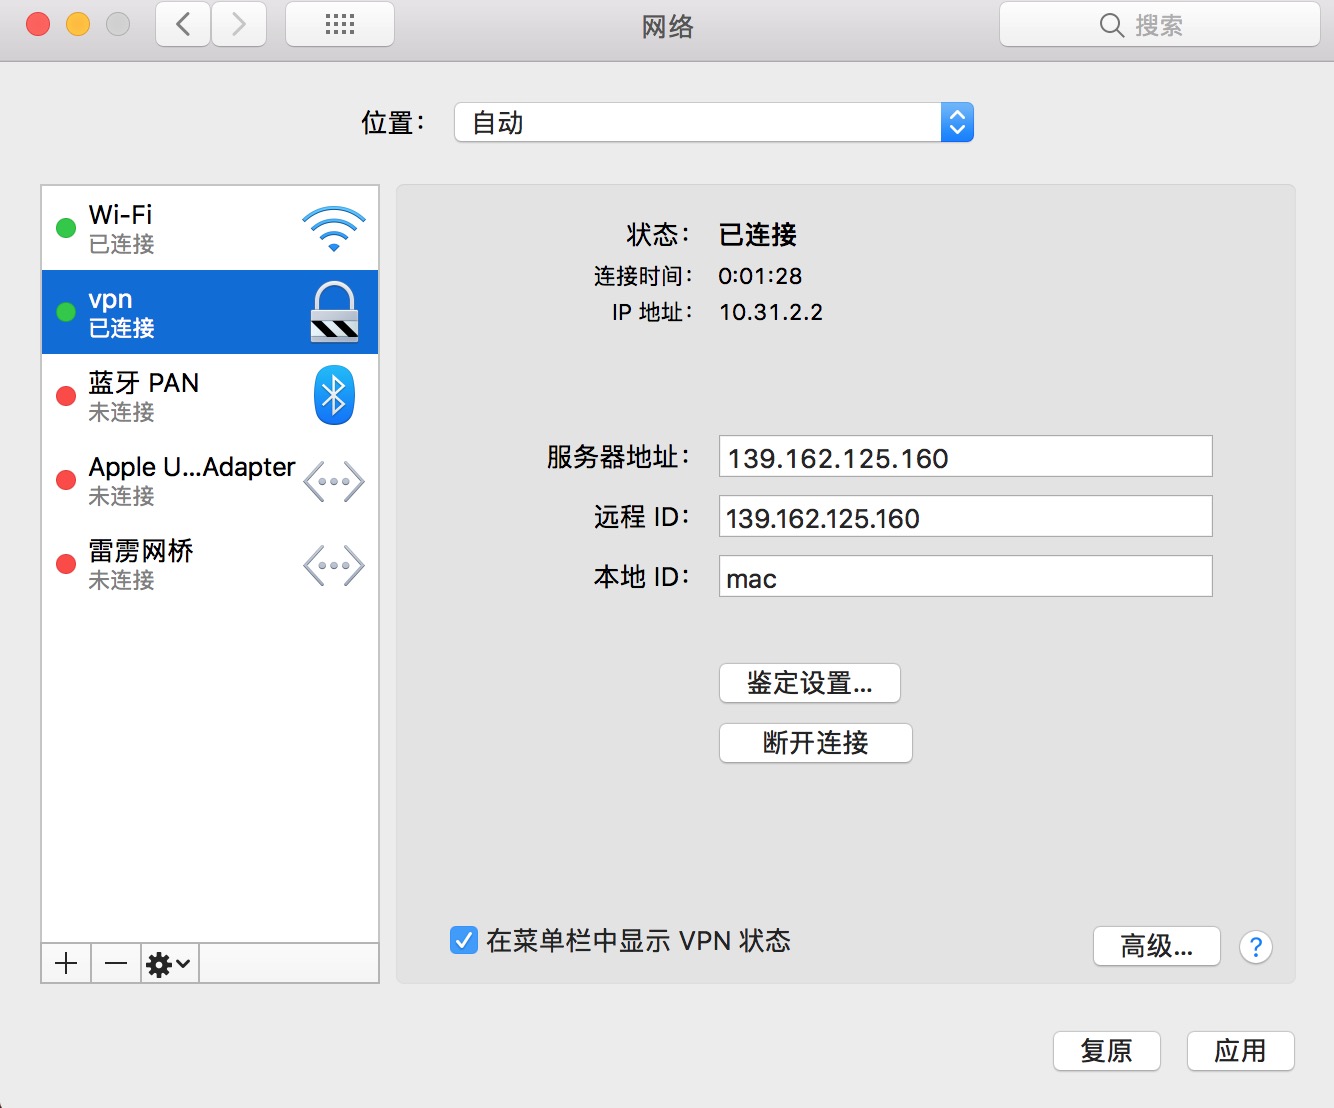 网络
搜索
位置：
自动
Wi-Fi
已连接
vpn
已连接
蓝牙 PAN
未连接
Apple U...Adapter
未连接
雷雳网桥
未连接
状态： 已连接
连接时间： 0:01:28
IP 地址： 10.31.2.2
服务器地址： 139.162.125.160
远程 ID： 139.162.125.160
本地 ID： mac
鉴定设置...
断开连接
在菜单栏中显示 VPN 状态
高级...
?
复原
应用